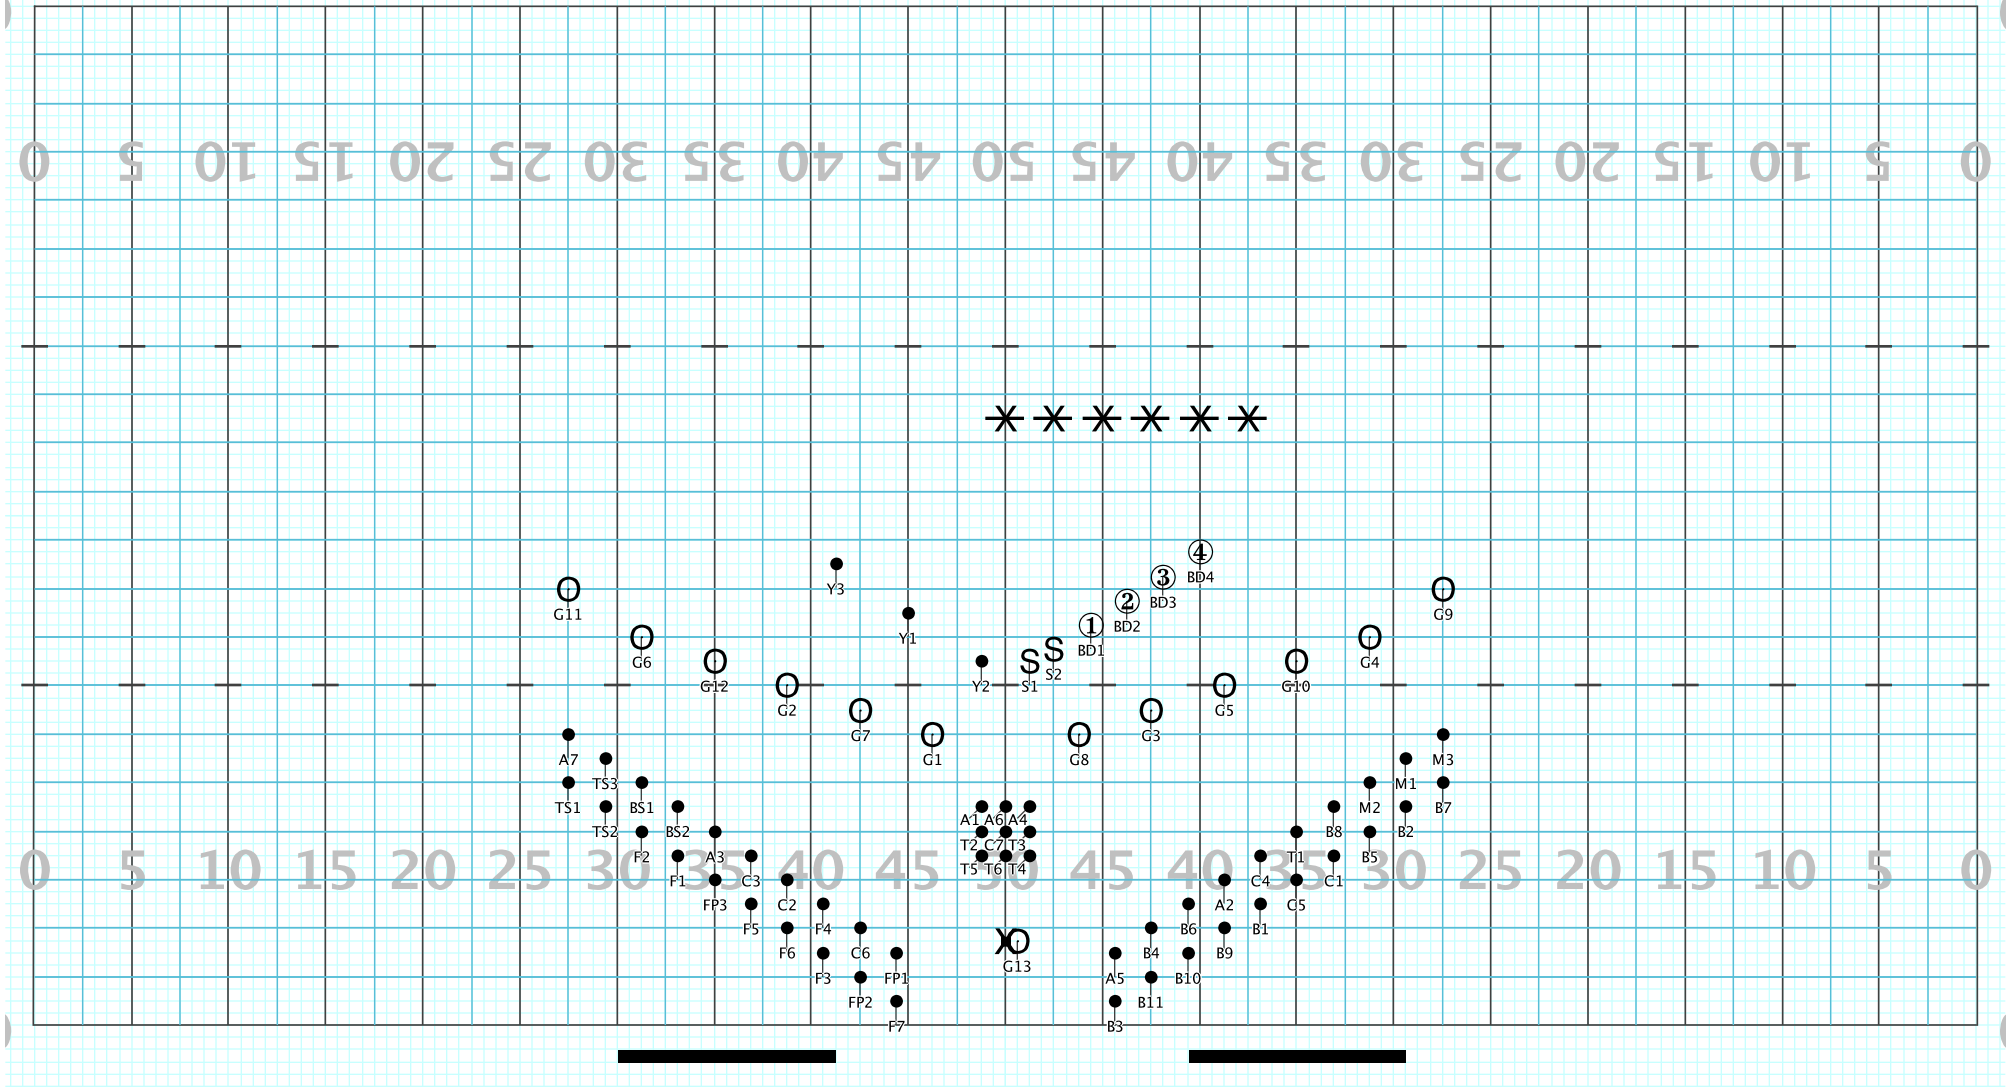 0 5 10 15 20 25 30 35 40 45 50 45 40 35 30 25 20 15 10 5 0
④
Y3 ③ BD4
O ② BD3 O
G11 Y1 ① BD2 G9
O S BD1 O
G6 O Y2 S S2 O G4
G12 O S1 O G10
G2 O O G5
G7 O O G3
G1 G8
A7 M3
TS3 M1
TS1 BS1 M2 B7
A1 A6 A4
TS2 BS2 B8 B2
T2 C7 T3
F2 A3 T1 B5
T5 T6 T4
0 5 10 15 20 25 30 35 40 45 50 45 40 35 30 25 20 15 10 5 0
F1 C3 C4 C1
FP3 C2 A2 C5
F5 F4 B6 B1
X O
F6 C6 B4 B9
G13
F3 FP1 A5 B10
FP2 B11
F7 B3